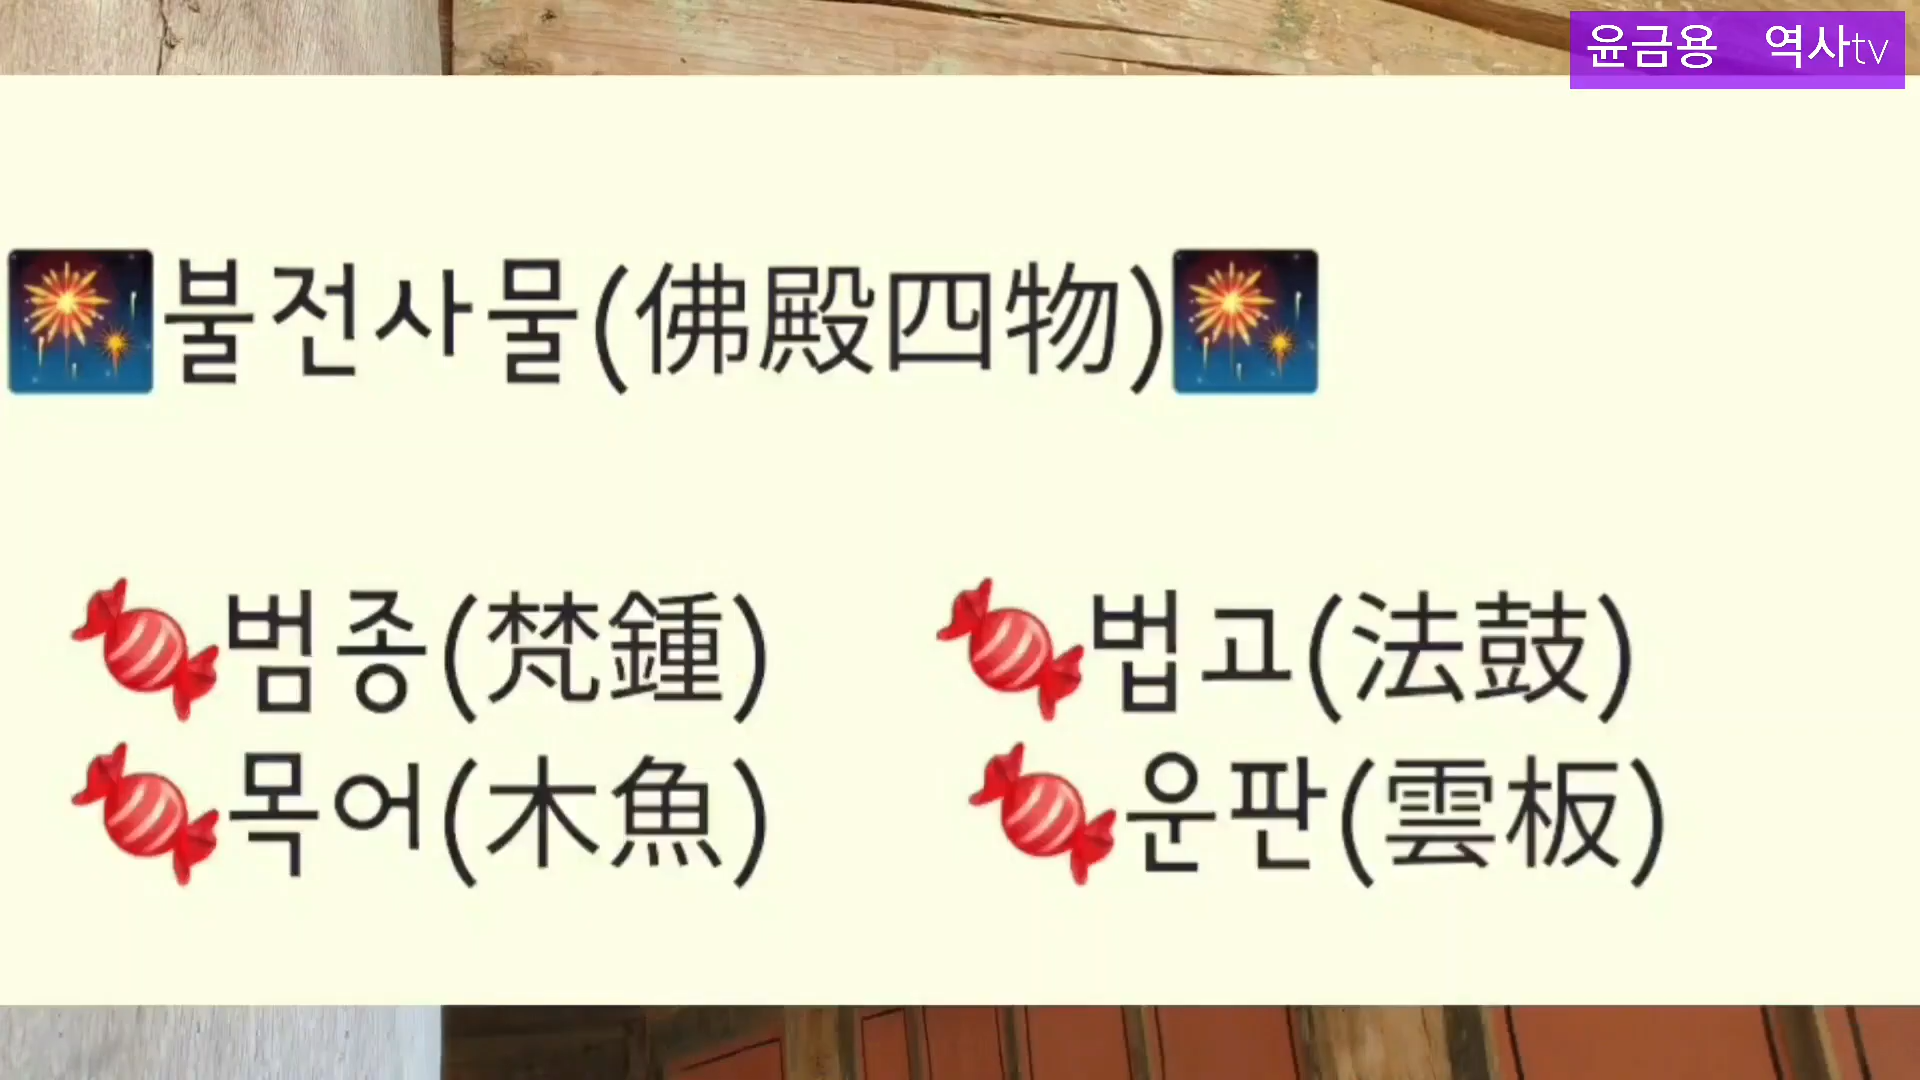 윤금용 역사tv
🎆불전사물(佛殿四物)🎆
🍬범종(梵鍾) 🍬법고(法鼓)
🍬목어(木魚) 🍬운판(雲板)